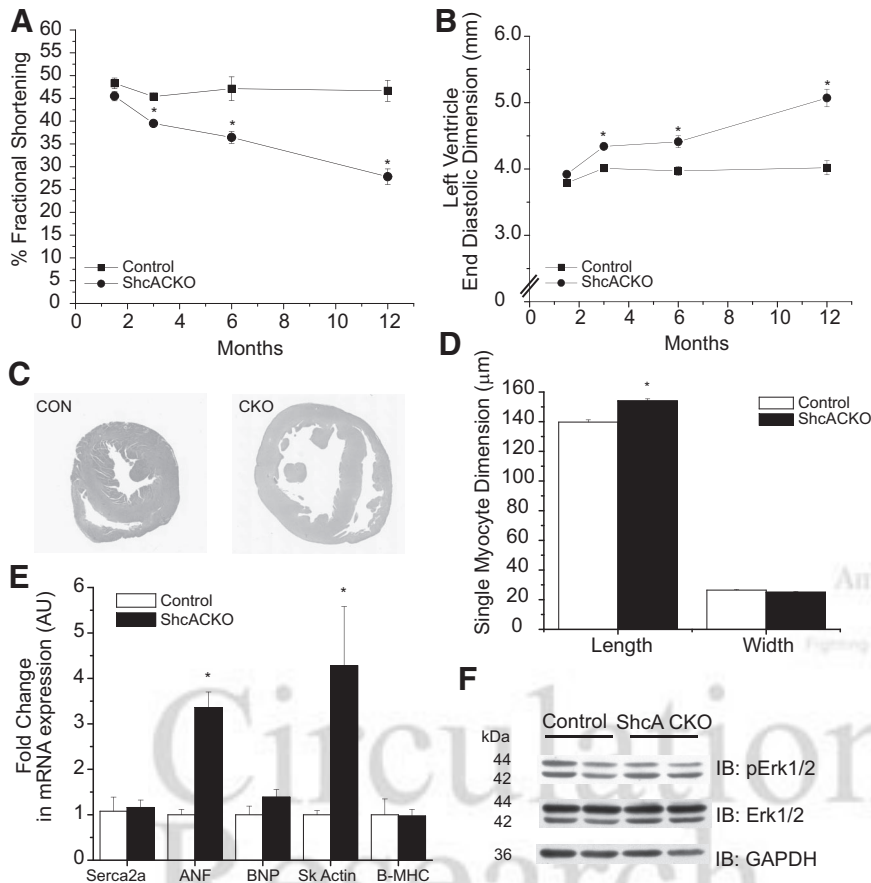 A
% Fractional Shortening
60
55
50
45
40
35
30
25
20
15
10
5
0
*
*
*
Control
ShcACKO
0 2 4 6 8 10 12
Months
B
Left Ventricle
End Diastolic Dimension (mm)
5.0
4.0
3.0
0
*
*
*
Control
ShcACKO
0 2 4 6 8 10 12
Months
C
CON
CKO
D
Single Myocyte Dimension (μm)
160
140
120
100
80
60
40
20
0
*
Control
ShcACKO
Length Width
E
Fold Change
in mRNA expression (AU)
6
5
4
3
2
1
0
Control
ShcACKO
*
*
Serca2a ANF BNP Sk Actin B-MHC
F
Control ShcA CKO
kDa
44
42
IB: pErk1/2
44
42
IB: Erk1/2
36
IB: GAPDH
Am
Fighting
Circulation
Research